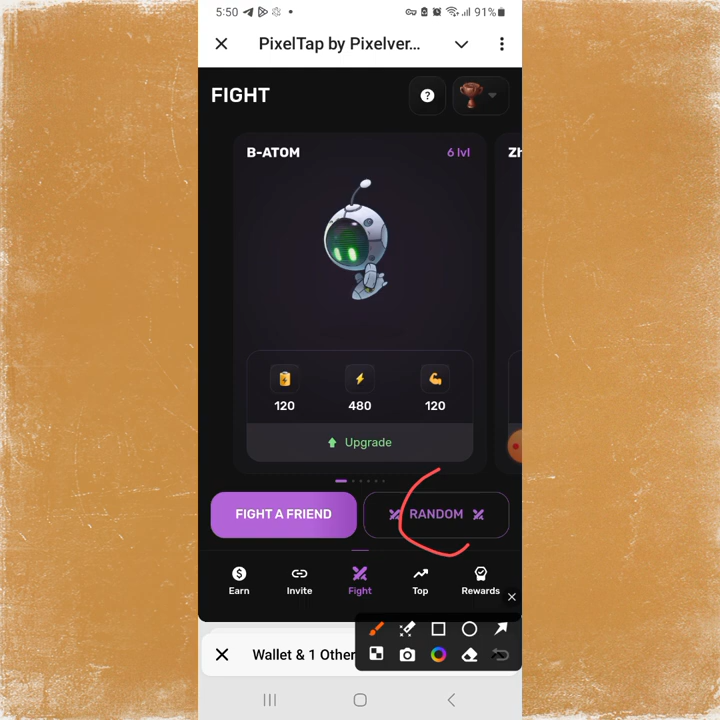 5:50
91%
PixelTap by Pixelver...
FIGHT
?
B-ATOM
6 lvl
Zh
120
480
120
Upgrade
FIGHT A FRIEND
RANDOM
Earn
Invite
Fight
Top
Rewards
Wallet & 1 Other